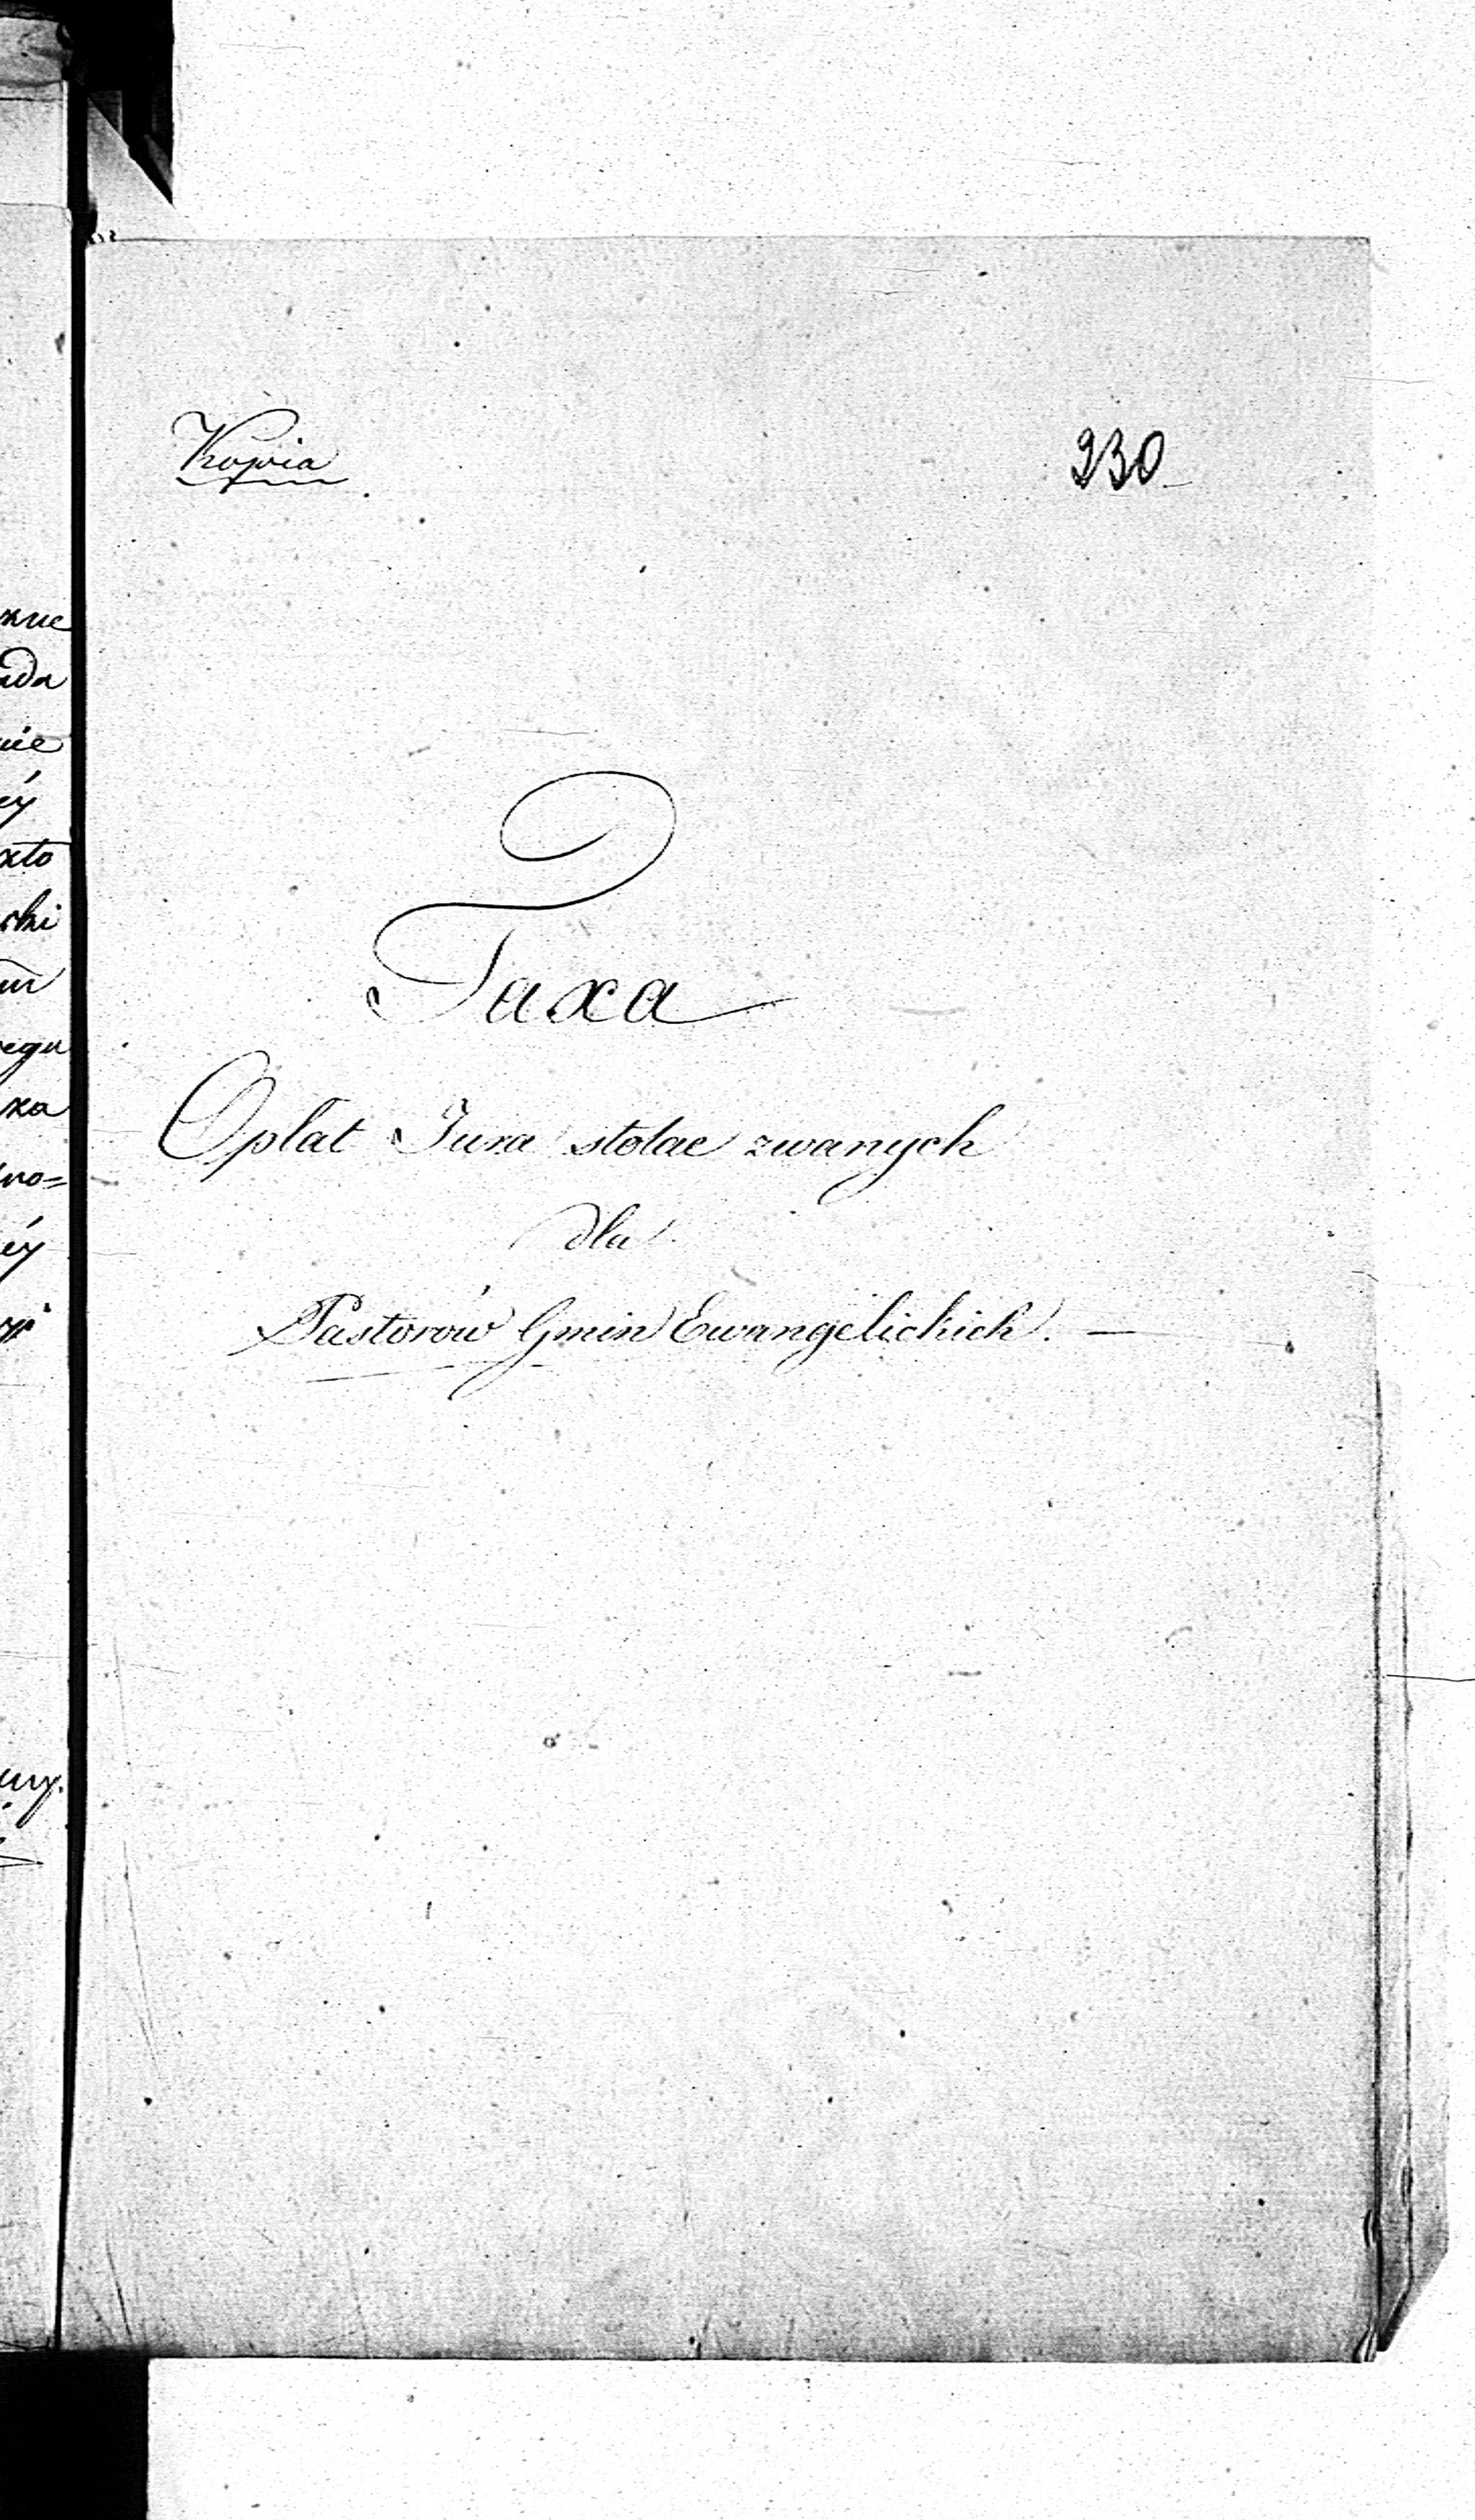 Kopia
230
Taxa
Opłat Jura stolae zwanych
dla
Pastorów Gmin Ewangelickich. —